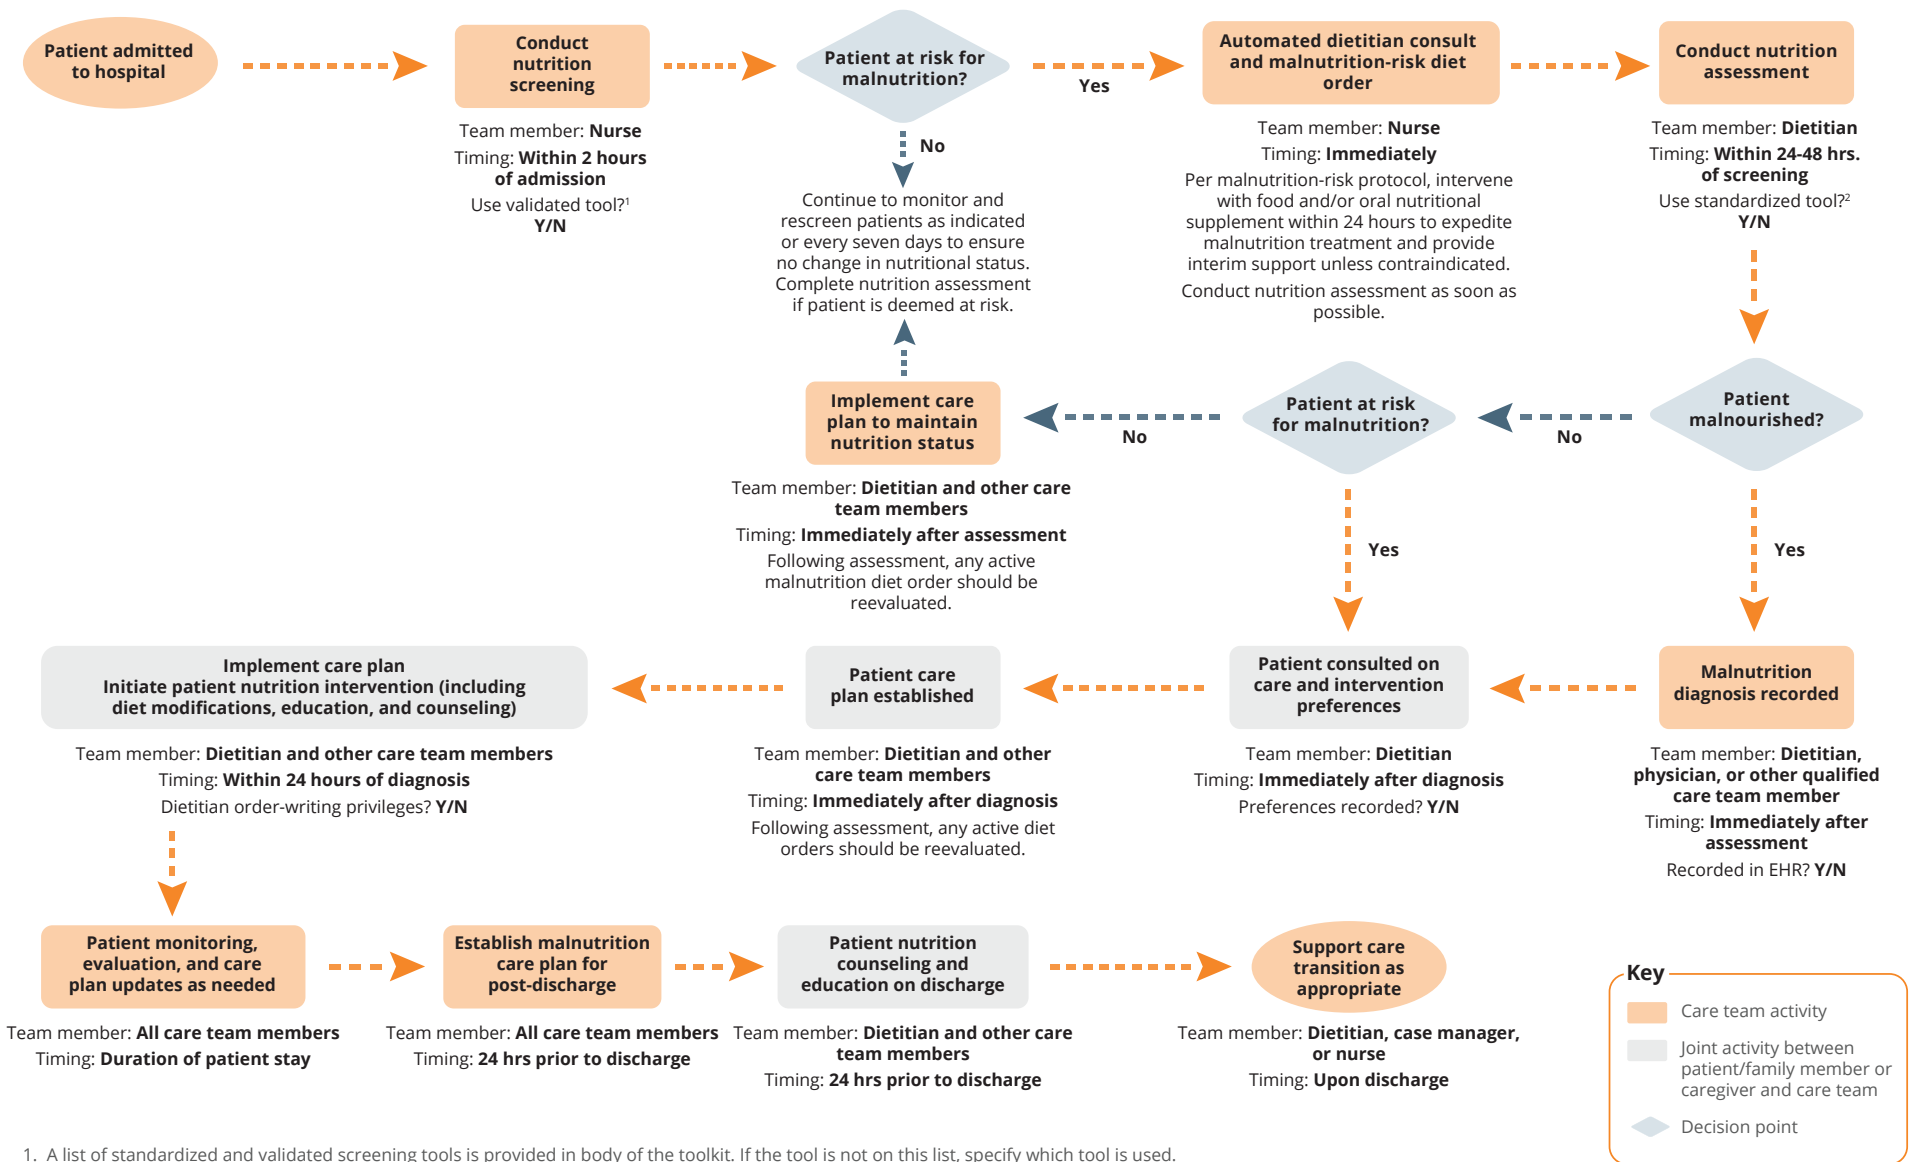 Patient admitted
to hospital
Conduct
nutrition
screening
Team member: Nurse
Timing: Within 2 hours
of admission
Use validated tool?¹
Y/N
Patient at risk for
malnutrition?
Yes
No
Continue to monitor and
rescreen patients as indicated
or every seven days to ensure
no change in nutritional status.
Complete nutrition assessment
if patient is deemed at risk.
Automated dietitian consult
and malnutrition-risk diet
order
Team member: Nurse
Timing: Immediately
Per malnutrition-risk protocol, intervene
with food and/or oral nutritional
supplement within 24 hours to expedite
malnutrition treatment and provide
interim support unless contraindicated.
Conduct nutrition assessment as soon as
possible.
Conduct nutrition
assessment
Team member: Dietitian
Timing: Within 24-48 hrs.
of screening
Use standardized tool?²
Y/N
Patient
malnourished?
No
Yes
Patient at risk
for malnutrition?
No
Yes
Implement care
plan to maintain
nutrition status
Team member: Dietitian and other care
team members
Timing: Immediately after assessment
Following assessment, any active
malnutrition diet order should be
reevaluated.
Malnutrition
diagnosis recorded
Team member: Dietitian,
physician, or other qualified
care team member
Timing: Immediately after
assessment
Recorded in EHR? Y/N
Patient consulted on
care and intervention
preferences
Team member: Dietitian
Timing: Immediately after diagnosis
Preferences recorded? Y/N
Patient care
plan established
Team member: Dietitian and other
care team members
Timing: Immediately after diagnosis
Following assessment, any active diet
orders should be reevaluated.
Implement care plan
Initiate patient nutrition intervention (including
diet modifications, education, and counseling)
Team member: Dietitian and other care team members
Timing: Within 24 hours of diagnosis
Dietitian order-writing privileges? Y/N
Patient monitoring,
evaluation, and care
plan updates as needed
Team member: All care team members
Timing: Duration of patient stay
Establish malnutrition
care plan for
post-discharge
Team member: All care team members
Timing: 24 hrs prior to discharge
Patient nutrition
counseling and
education on discharge
Team member: Dietitian and other care
team members
Timing: 24 hrs prior to discharge
Support care
transition as
appropriate
Team member: Dietitian, case manager,
or nurse
Timing: Upon discharge
Key
Care team activity
Joint activity between
patient/family member or
caregiver and care team
Decision point
1. A list of standardized and validated screening tools is provided in body of the toolkit. If the tool is not on this list, specify which tool is used.